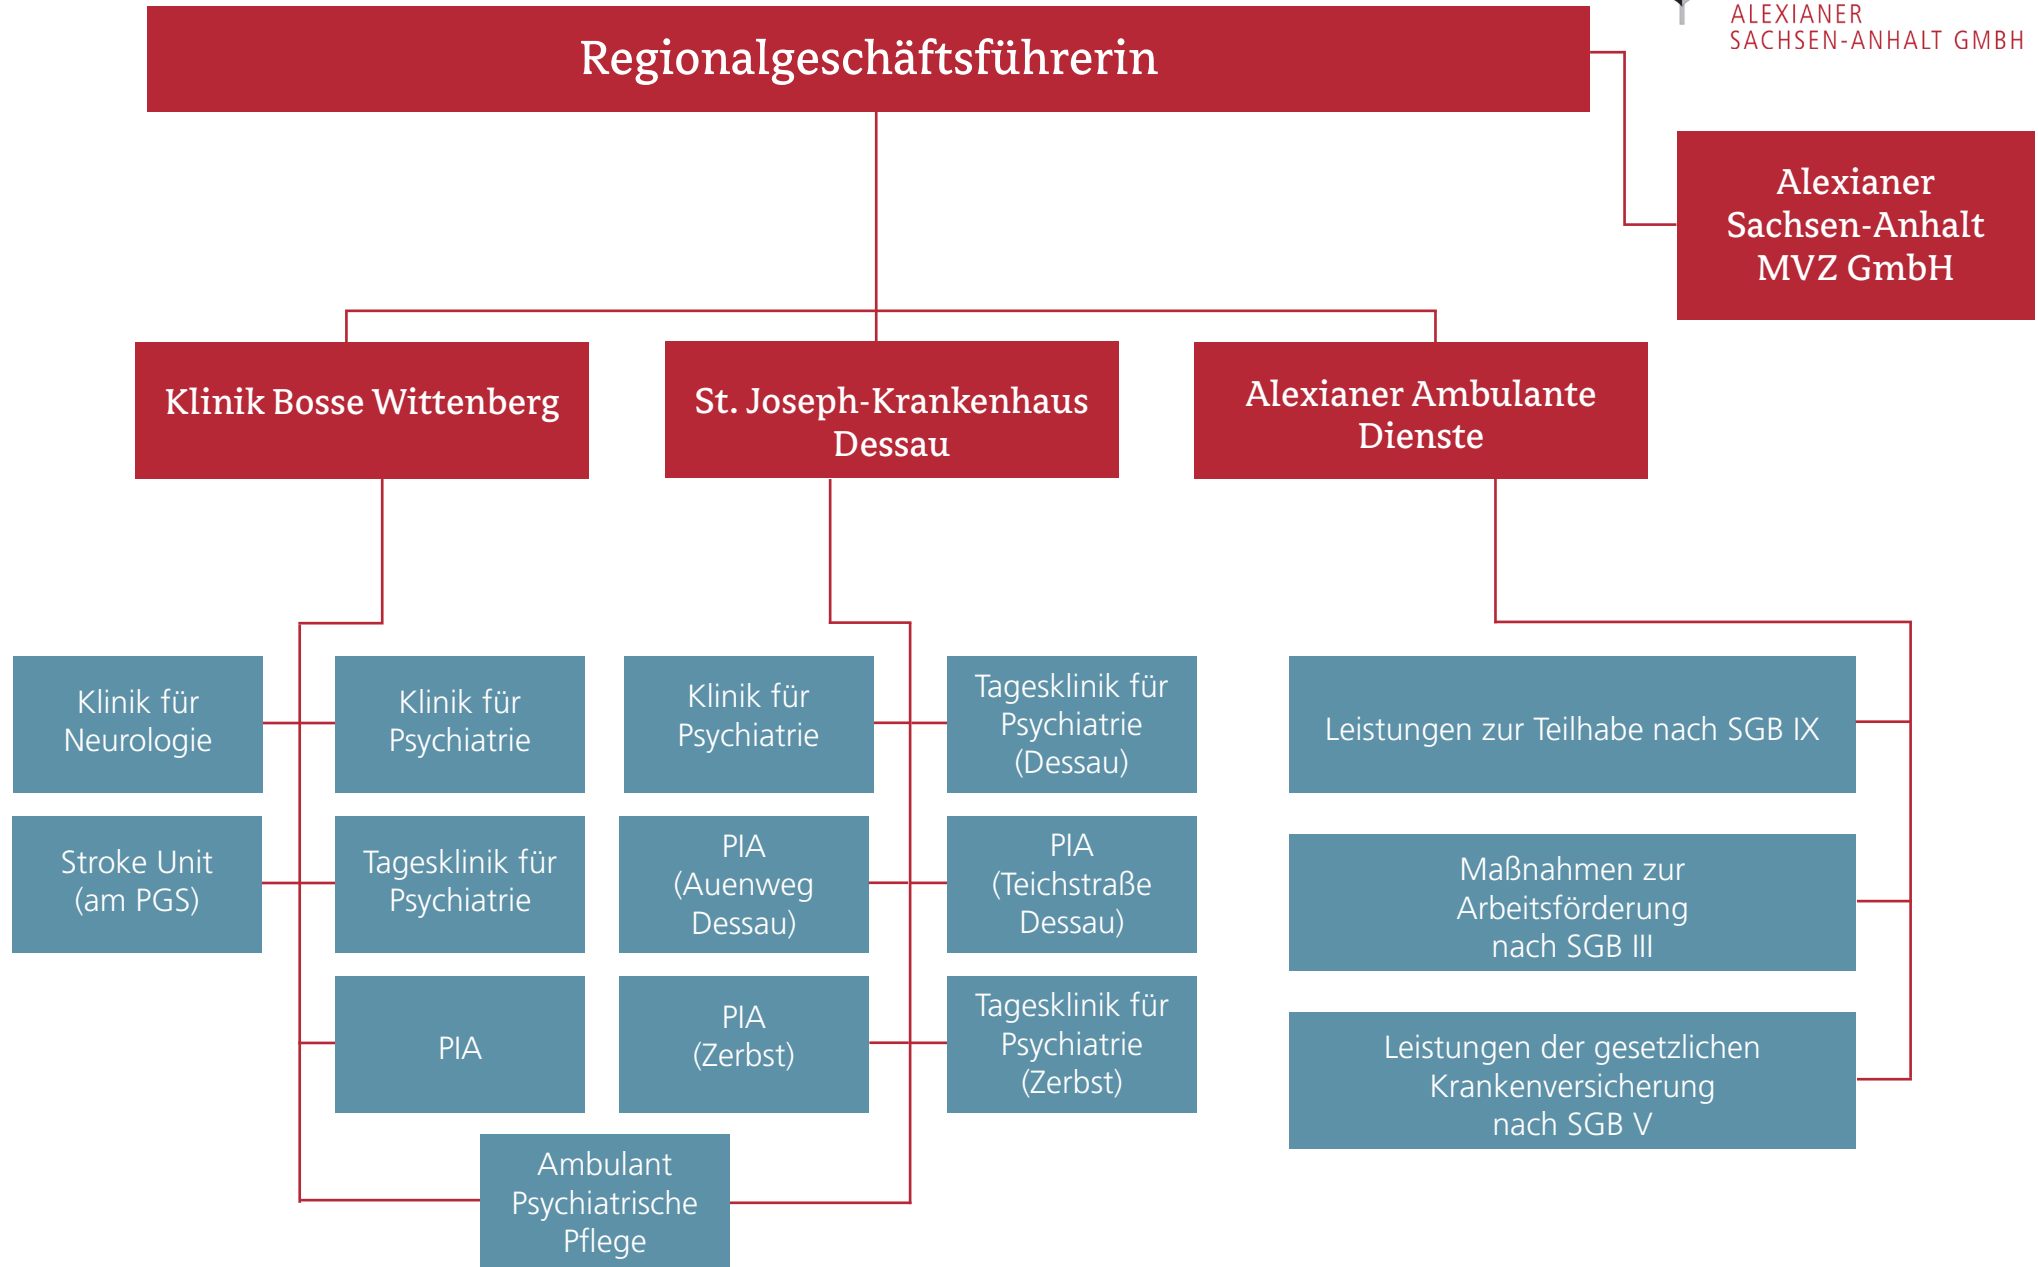 ALEXIANER
SACHSEN-ANHALT GMBH
Regionalgeschäftsführerin
Alexianer
Sachsen-Anhalt
MVZ GmbH
Klinik Bosse Wittenberg
St. Joseph-Krankenhaus
Dessau
Alexianer Ambulante
Dienste
Klinik für
Neurologie
Klinik für
Psychiatrie
Klinik für
Psychiatrie
Tagesklinik für
Psychiatrie
(Dessau)
Leistungen zur Teilhabe nach SGB IX
Stroke Unit
(am PGS)
Tagesklinik für
Psychiatrie
PIA
(Auenweg
Dessau)
PIA
(Teichstraße
Dessau)
Maßnahmen zur
Arbeitsförderung
nach SGB III
PIA
PIA
(Zerbst)
Tagesklinik für
Psychiatrie
(Zerbst)
Leistungen der gesetzlichen
Krankenversicherung
nach SGB V
Ambulant
Psychiatrische
Pflege